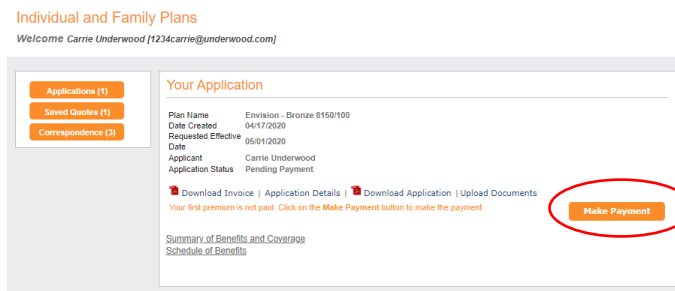 Individual and Family Plans
Welcome Carrie Underwood [1234carrie@underwood.com]
Applications (1)
Saved Quotes (1)
Correspondence (3)
Your Application
Plan Name Envision - Bronze 8150/100
Date Created 04/17/2020
Requested Effective Date 05/01/2020
Applicant Carrie Underwood
Application Status Pending Payment
Download Invoice | Application Details | Download Application | Upload Documents
Your first premium is not paid. Click on the Make Payment button to make the payment.
Make Payment
Summary of Benefits and Coverage
Schedule of Benefits